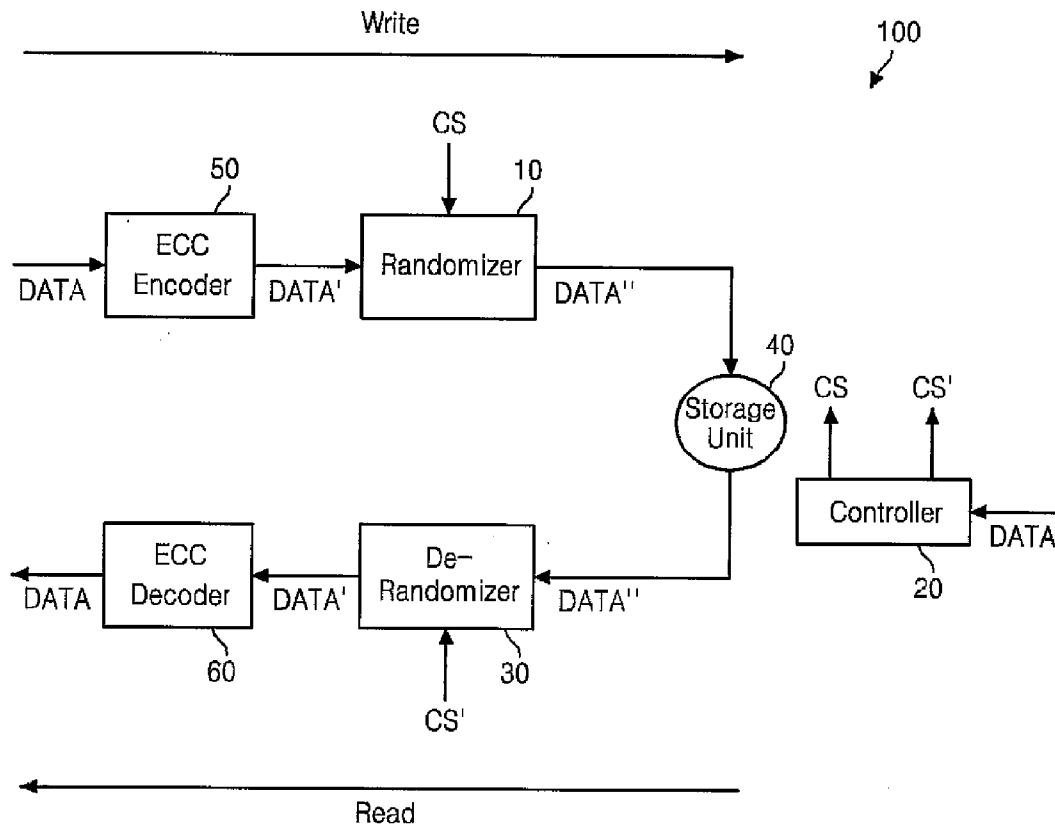 Write
100
CS
50
10
ECC
Encoder
Randomizer
DATA
DATA'
DATA''
40
Storage
Unit
CS
CS'
Controller
DATA
20
ECC
Decoder
De-
Randomizer
DATA
DATA'
DATA''
60
30
CS'
Read